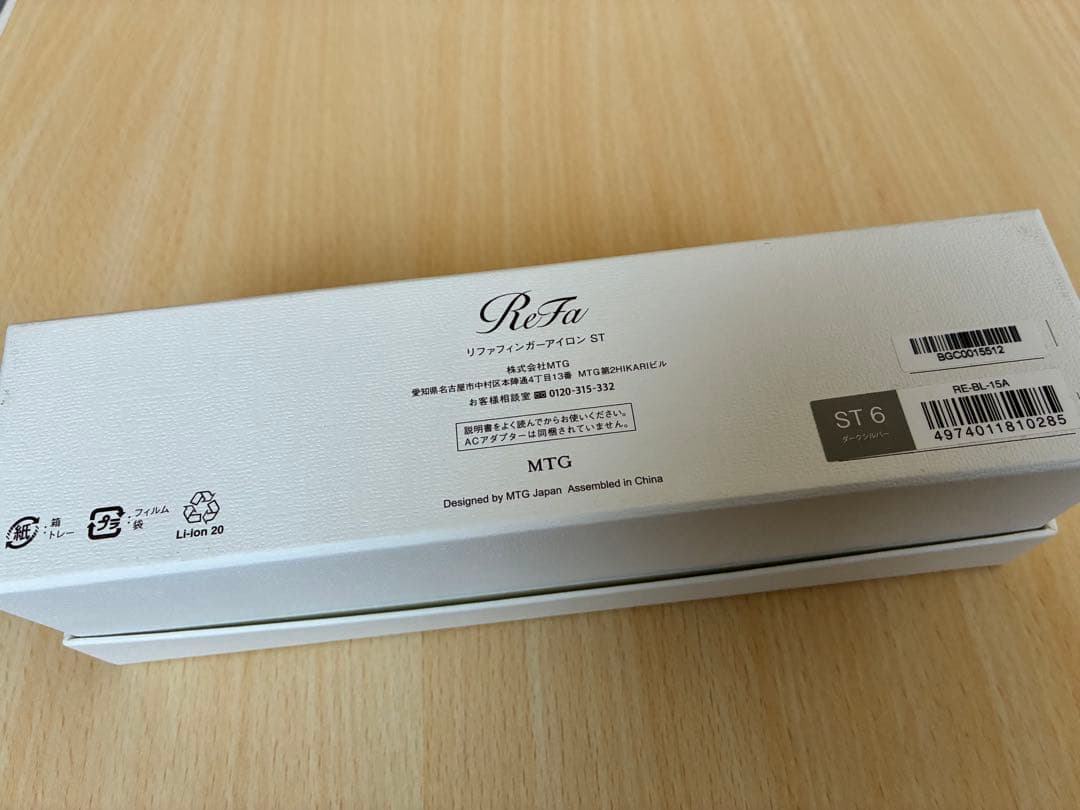 ReFa
リファフィンガーアイロン ST
株式会社MTG
愛知県名古屋市中村区本陣通4丁目13番 MTG第2HIKARIビル
お客様相談室 0120-315-332
説明書をよく読んでからお使いください。
ACアダプターは同梱されていません。
MTG
Designed by MTG Japan Assembled in China
BGC0015512
RE-BL-15A
ST 6
ダークシルバー
4974011810285
紙 : 箱
トレー
プラ : フィルム
袋
Li-ion 20